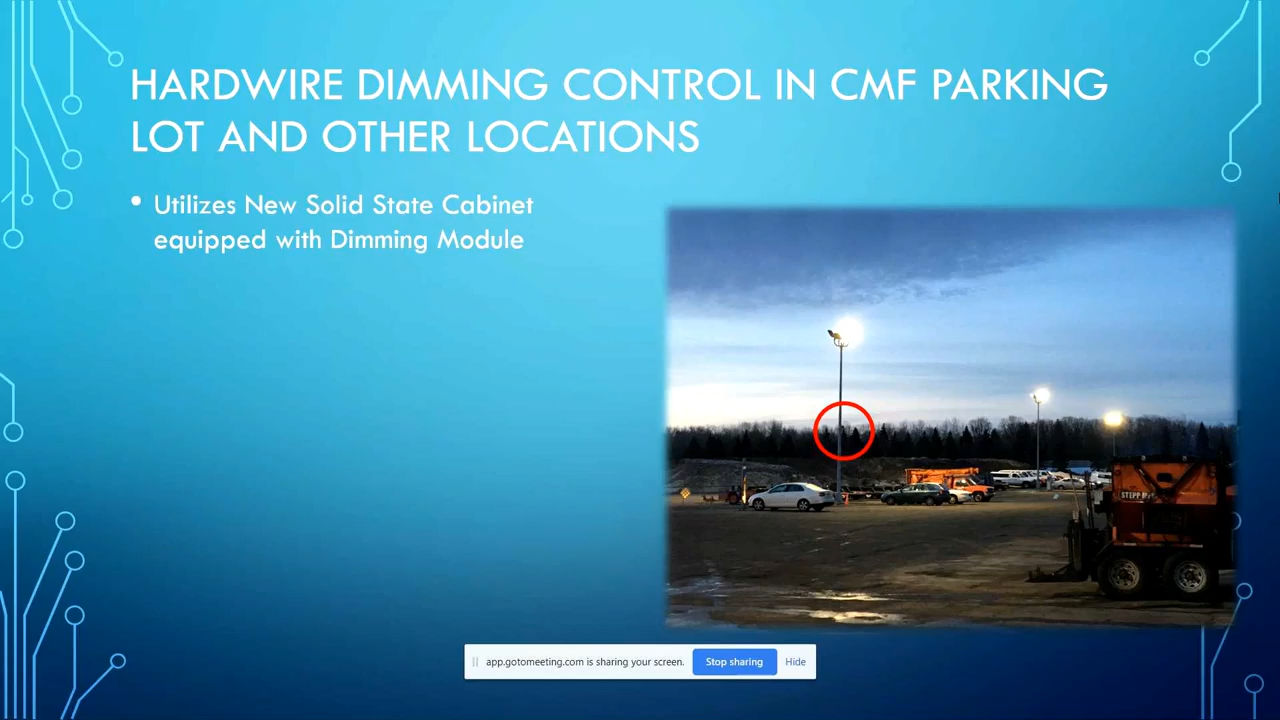 HARDWIRE DIMMING CONTROL IN CMF PARKING
LOT AND OTHER LOCATIONS
• Utilizes New Solid State Cabinet
equipped with Dimming Module
STEPP
app.gotomeeting.com is sharing your screen. Stop sharing Hide